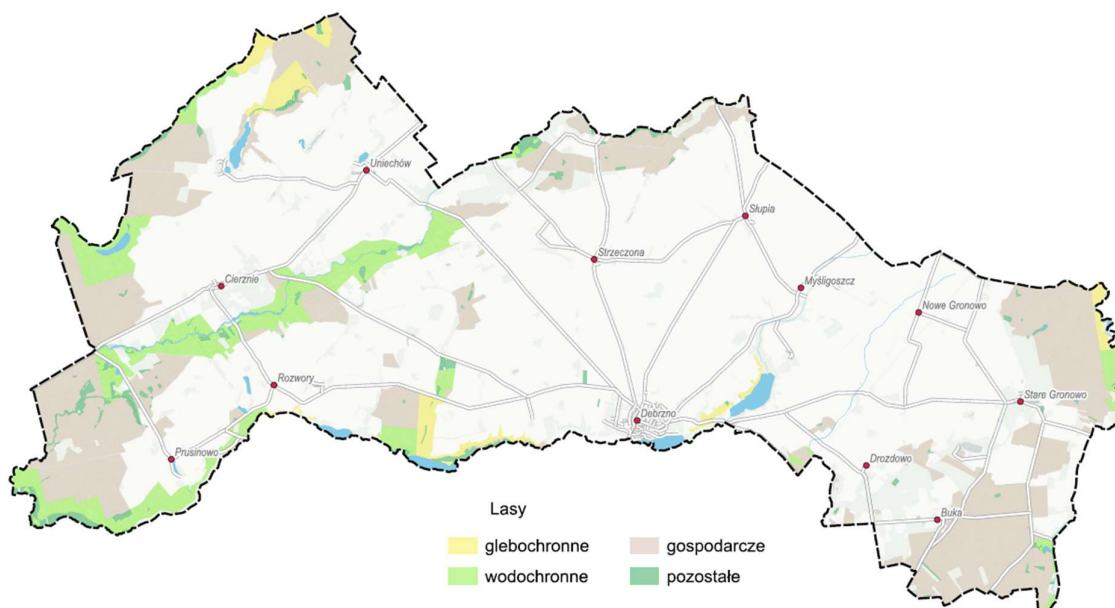 Uniechów
Słupia
Strzeczona
Cierznie
Myśligoszcz
Nowe Gronowo
Rozwory
Stare Gronowo
Debrzno
Prusinowo
Drozdowo
Buka
Lasy
glebochronne
gospodarcze
wodochronne
pozostałe